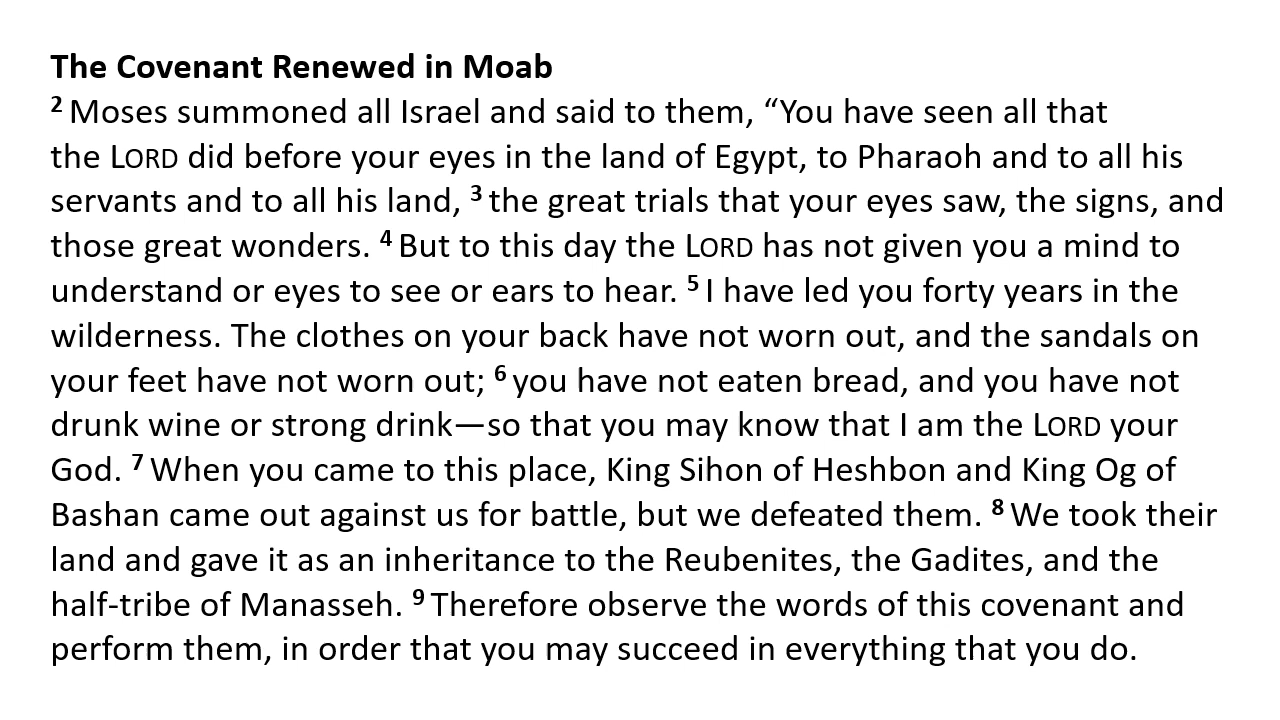 The Covenant Renewed in Moab
2 Moses summoned all Israel and said to them, “You have seen all that
the LORD did before your eyes in the land of Egypt, to Pharaoh and to all his
servants and to all his land, 3 the great trials that your eyes saw, the signs, and
those great wonders. 4 But to this day the LORD has not given you a mind to
understand or eyes to see or ears to hear. 5 I have led you forty years in the
wilderness. The clothes on your back have not worn out, and the sandals on
your feet have not worn out; 6 you have not eaten bread, and you have not
drunk wine or strong drink—so that you may know that I am the LORD your
God. 7 When you came to this place, King Sihon of Heshbon and King Og of
Bashan came out against us for battle, but we defeated them. 8 We took their
land and gave it as an inheritance to the Reubenites, the Gadites, and the
half-tribe of Manasseh. 9 Therefore observe the words of this covenant and
perform them, in order that you may succeed in everything that you do.